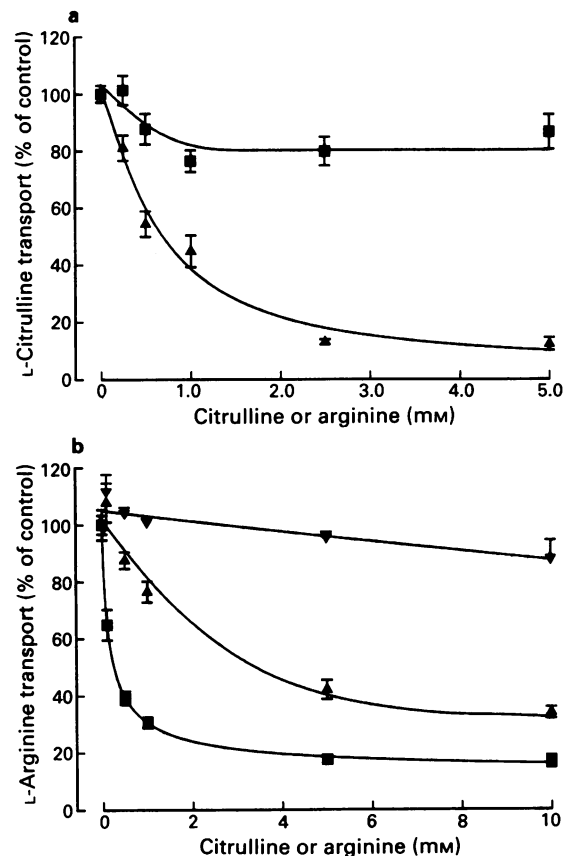 a
L-Citrulline transport (% of control)
120
100
80
60
40
20
0
0 1.0 2.0 3.0 4.0 5.0
Citrulline or arginine (mM)
b
L-Arginine transport (% of control)
120
100
80
60
40
20
0
0 2 4 6 8 10
Citrulline or arginine (mM)